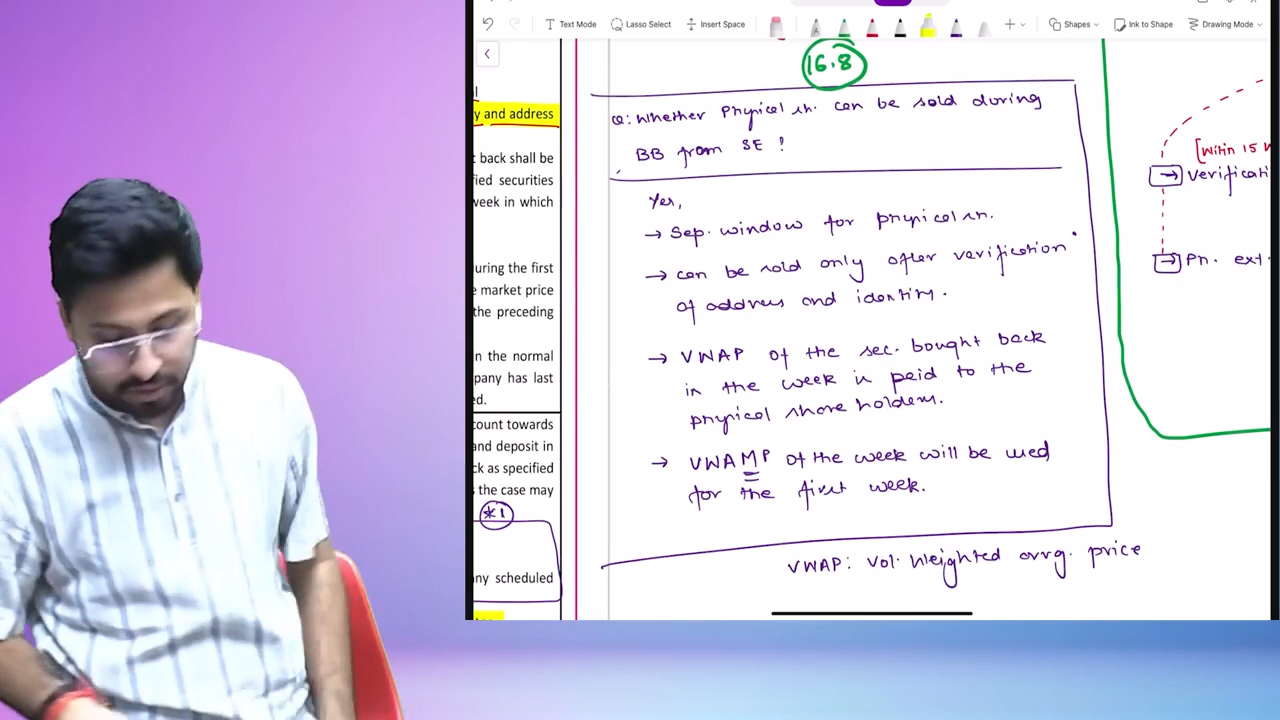 Text Mode
Lasso Select
Insert Space
Shapes
Ink to Shape
Drawing Mode
y and address
back shall be
ied securities
week in which
uring the first
e market price
the preceding
n the normal
pany has last
ed.
count towards
and deposit in
ck as specified
s the case may
*1
ny scheduled
16.8
Q: Whether Physical sh. can be sold during
BB from SE ?
Yes,
→ Sep. window for physical sh.
→ can be sold only after verification
of address and identity.
→ VWAP of the sec. bought back
in the week is paid to the
physical share holders.
→ VWAMP of the week will be used
for the first week.
VWAP: Vol. Weighted avrg. price
[Within 15 W
→ Verificati
→ Ph. ext.